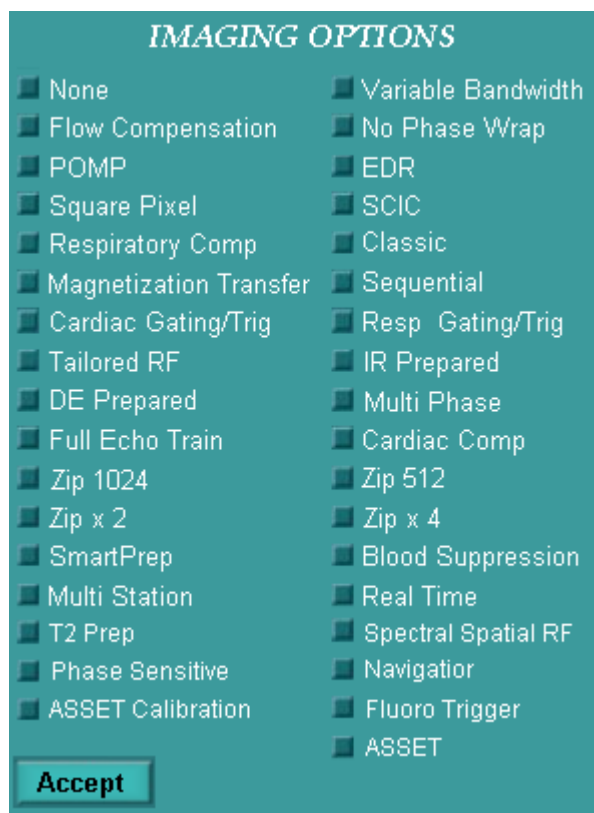 IMAGING OPTIONS
None
Variable Bandwidth
Flow Compensation
No Phase Wrap
POMP
EDR
Square Pixel
SCIC
Respiratory Comp
Classic
Magnetization Transfer
Sequential
Cardiac Gating/Trig
Resp Gating/Trig
Tailored RF
IR Prepared
DE Prepared
Multi Phase
Full Echo Train
Cardiac Comp
Zip 1024
Zip 512
Zip x 2
Zip x 4
SmartPrep
Blood Suppression
Multi Station
Real Time
T2 Prep
Spectral Spatial RF
Phase Sensitive
Navigatior
ASSET Calibration
Fluoro Trigger
ASSET
Accept